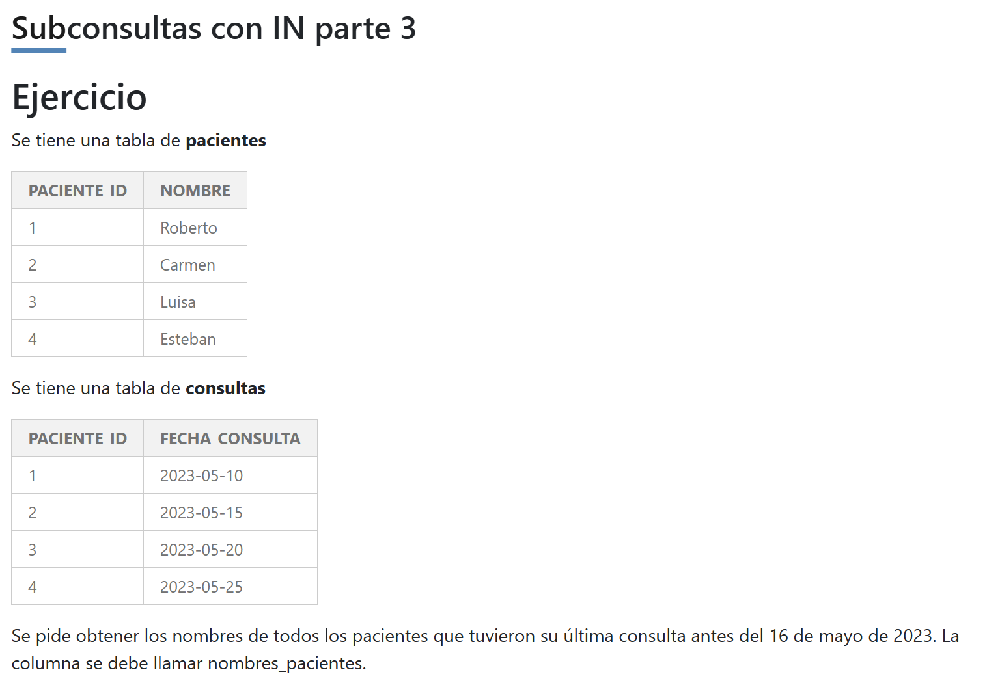 Subconsultas con IN parte 3
Ejercicio
Se tiene una tabla de pacientes
PACIENTE_ID NOMBRE
1 Roberto
2 Carmen
3 Luisa
4 Esteban
Se tiene una tabla de consultas
PACIENTE_ID FECHA_CONSULTA
1 2023-05-10
2 2023-05-15
3 2023-05-20
4 2023-05-25
Se pide obtener los nombres de todos los pacientes que tuvieron su última consulta antes del 16 de mayo de 2023. La
columna se debe llamar nombres_pacientes.